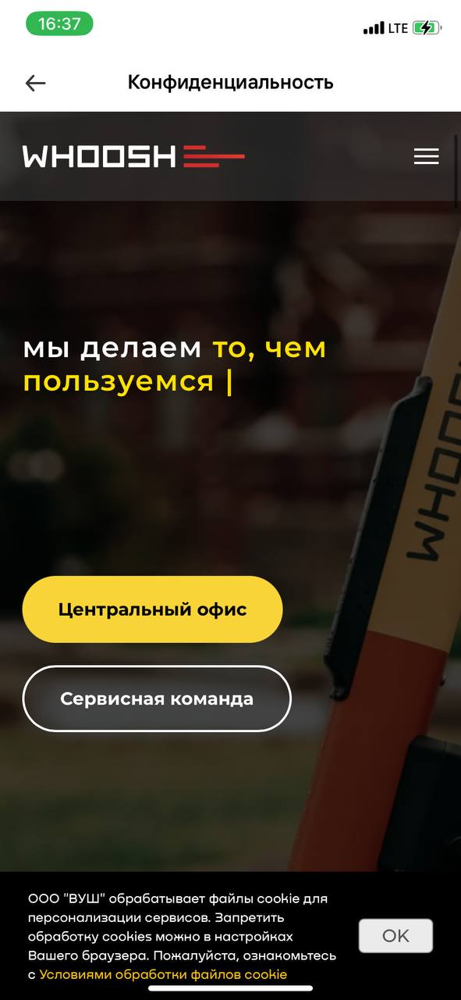 16:37
LTE
Конфиденциальность
WHOOSH
мы делаем то, чем
пользуемся |
WHOOSH
Центральный офис
Сервисная команда
ООО "ВУШ" обрабатывает файлы cookie для
персонализации сервисов. Запретить
обработку cookies можно в настройках
Вашего браузера. Пожалуйста, ознакомьтесь
с Условиями обработки файлов cookie
OK